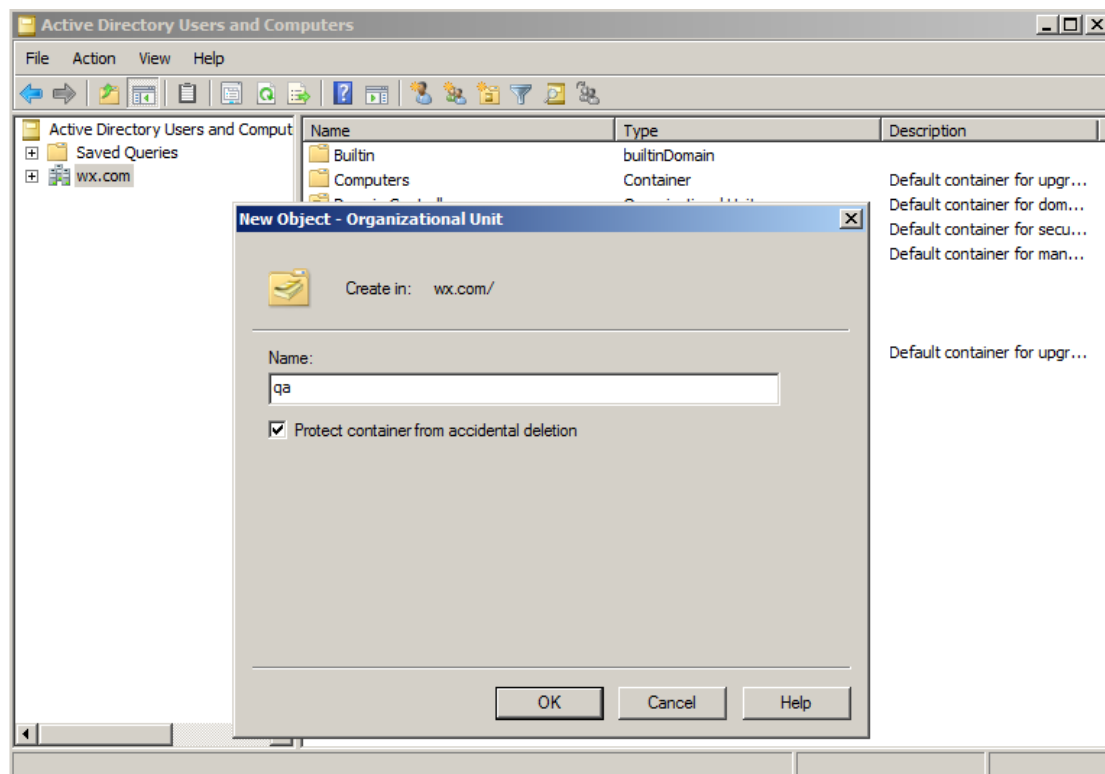 Active Directory Users and Computers
File Action View Help
Active Directory Users and Comput
Saved Queries
wx.com
Name Type Description
Builtin builtinDomain
Computers Container Default container for upgr...
Default container for dom...
Default container for secu...
Default container for man...
Default container for upgr...
New Object - Organizational Unit
Create in: wx.com/
Name:
qa
Protect container from accidental deletion
OK Cancel Help